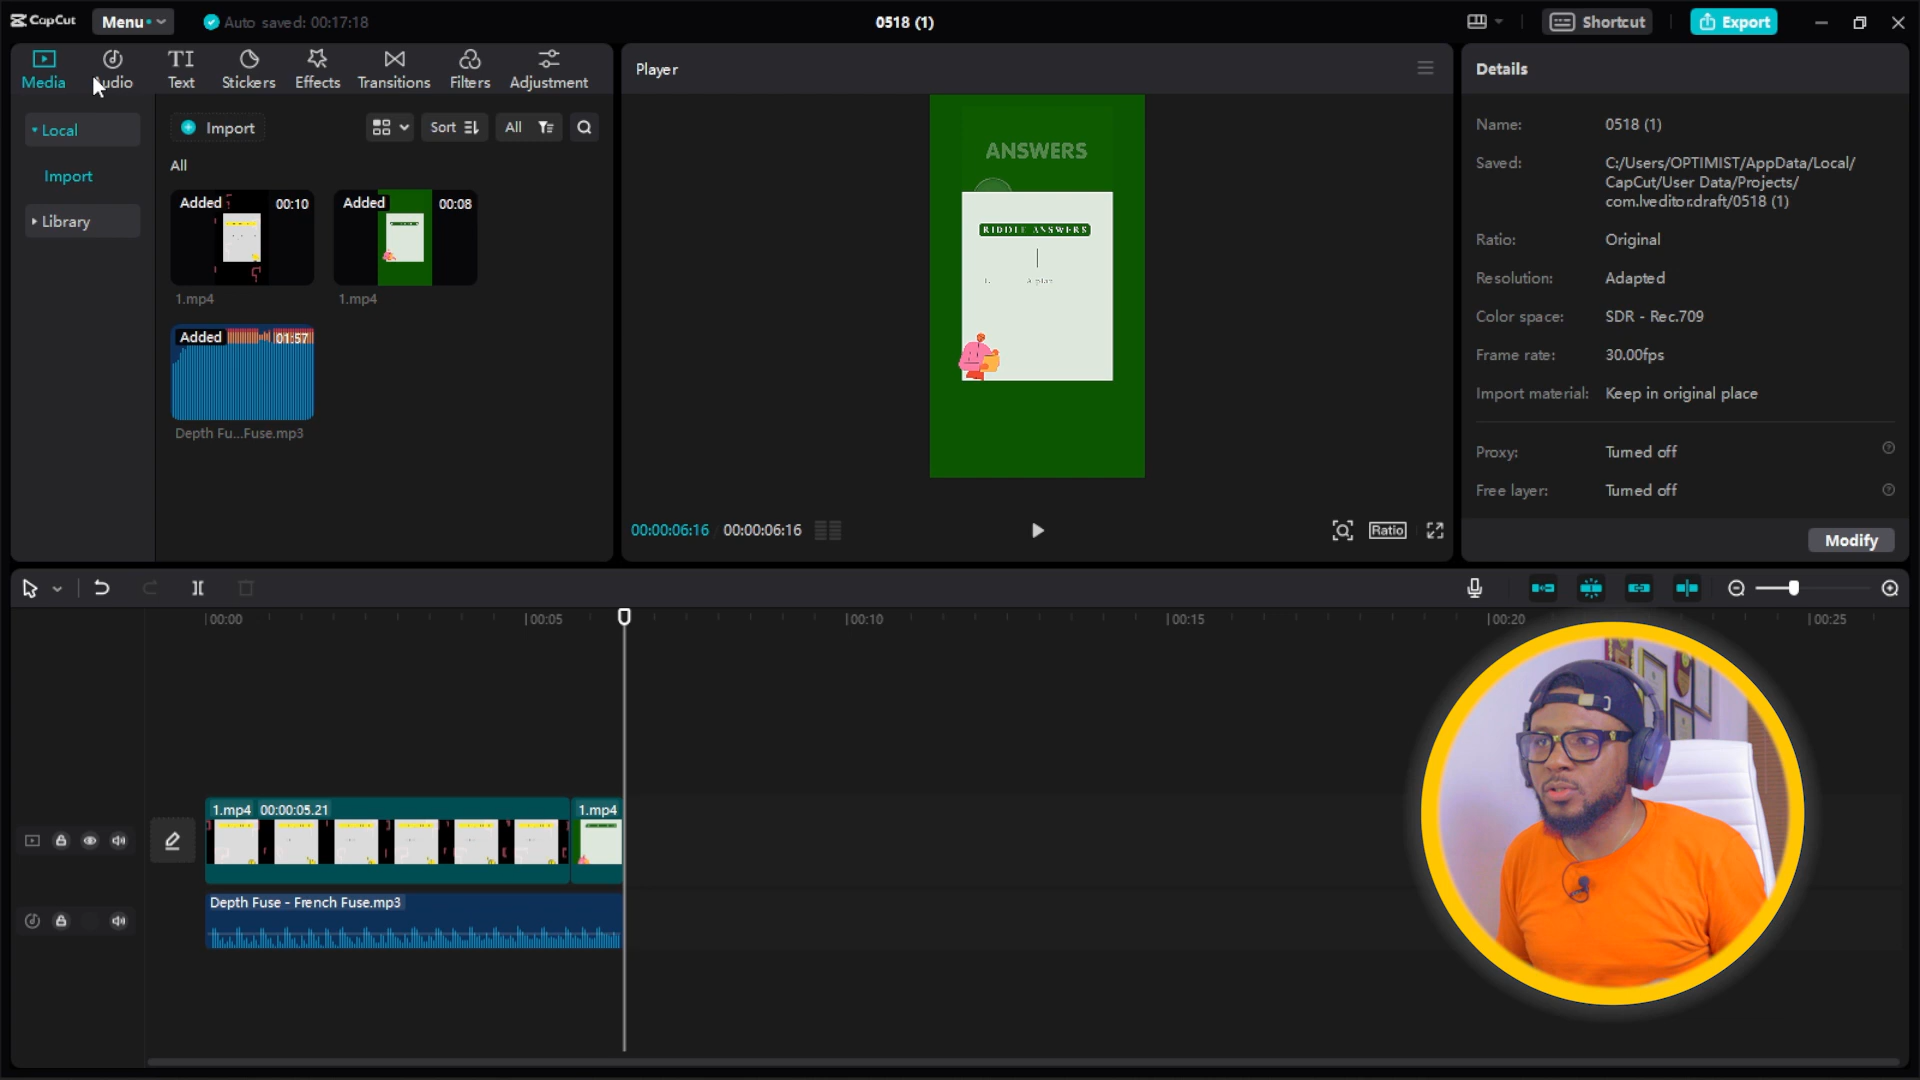 CapCut
Menu
Auto saved: 00:17:18
0518 (1)
Shortcut
Export
Media
Audio
Text
Stickers
Effects
Transitions
Filters
Adjustment
Player
Details
Local
Import
Library
Import
Sort
All
All
Added
00:10
1.mp4
Added
00:08
1.mp4
Added
01:57
Depth Fu...Fuse.mp3
ANSWERS
RIDDLE ANSWERS
1.
00:00:06:16
00:00:06:16
Ratio
Name:
0518 (1)
Saved:
C:/Users/OPTIMIST/AppData/Local/
CapCut/User Data/Projects/
com.lveditor.draft/0518 (1)
Ratio:
Original
Resolution:
Adapted
Color space:
SDR - Rec.709
Frame rate:
30.00fps
Import material:
Keep in original place
Proxy:
Turned off
Free layer:
Turned off
Modify
00:00
00:05
00:10
00:15
00:20
00:25
1.mp4 00:00:05.21
1.mp4
Depth Fuse - French Fuse.mp3